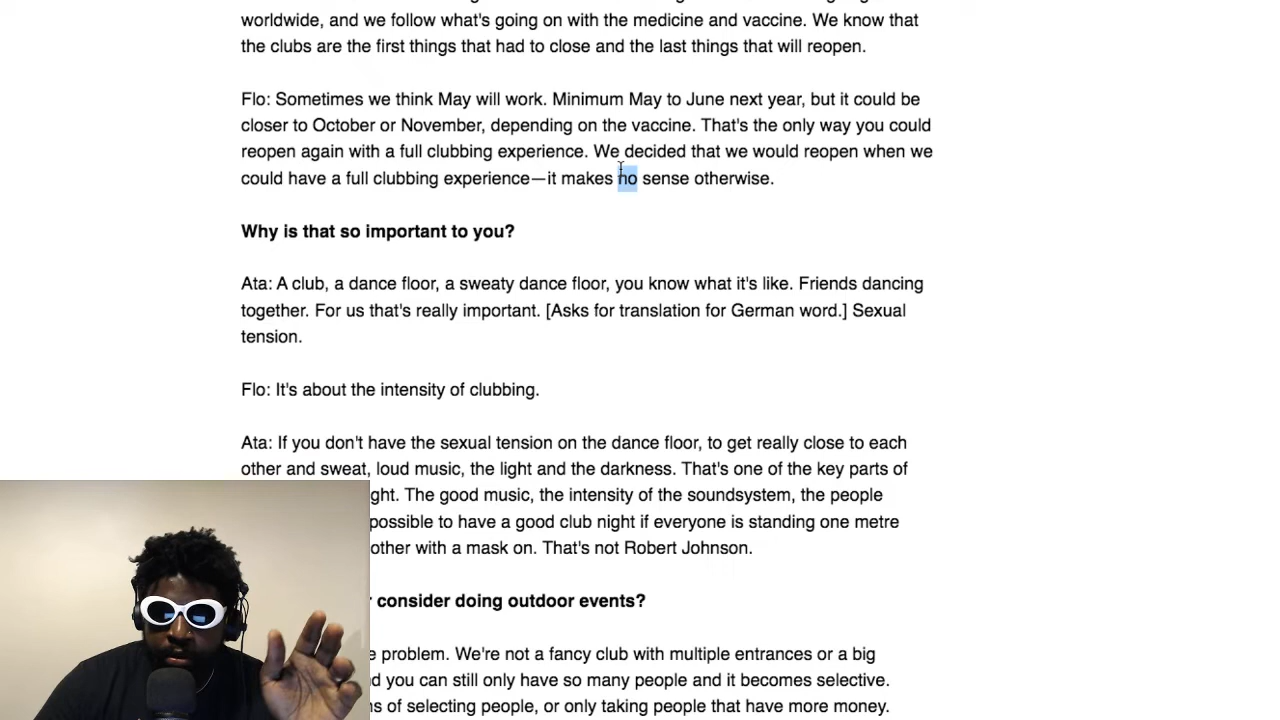 worldwide, and we follow what's going on with the medicine and vaccine. We know that
the clubs are the first things that had to close and the last things that will reopen.
Flo: Sometimes we think May will work. Minimum May to June next year, but it could be
closer to October or November, depending on the vaccine. That's the only way you could
reopen again with a full clubbing experience. We decided that we would reopen when we
could have a full clubbing experience—it makes no sense otherwise.
Why is that so important to you?
Ata: A club, a dance floor, a sweaty dance floor, you know what it's like. Friends dancing
together. For us that's really important. [Asks for translation for German word.] Sexual
tension.
Flo: It's about the intensity of clubbing.
Ata: If you don't have the sexual tension on the dance floor, to get really close to each
other and sweat, loud music, the light and the darkness. That's one of the key parts of
ght. The good music, the intensity of the soundsystem, the people
possible to have a good club night if everyone is standing one metre
other with a mask on. That's not Robert Johnson.
consider doing outdoor events?
e problem. We're not a fancy club with multiple entrances or a big
d you can still only have so many people and it becomes selective.
ns of selecting people, or only taking people that have more money.